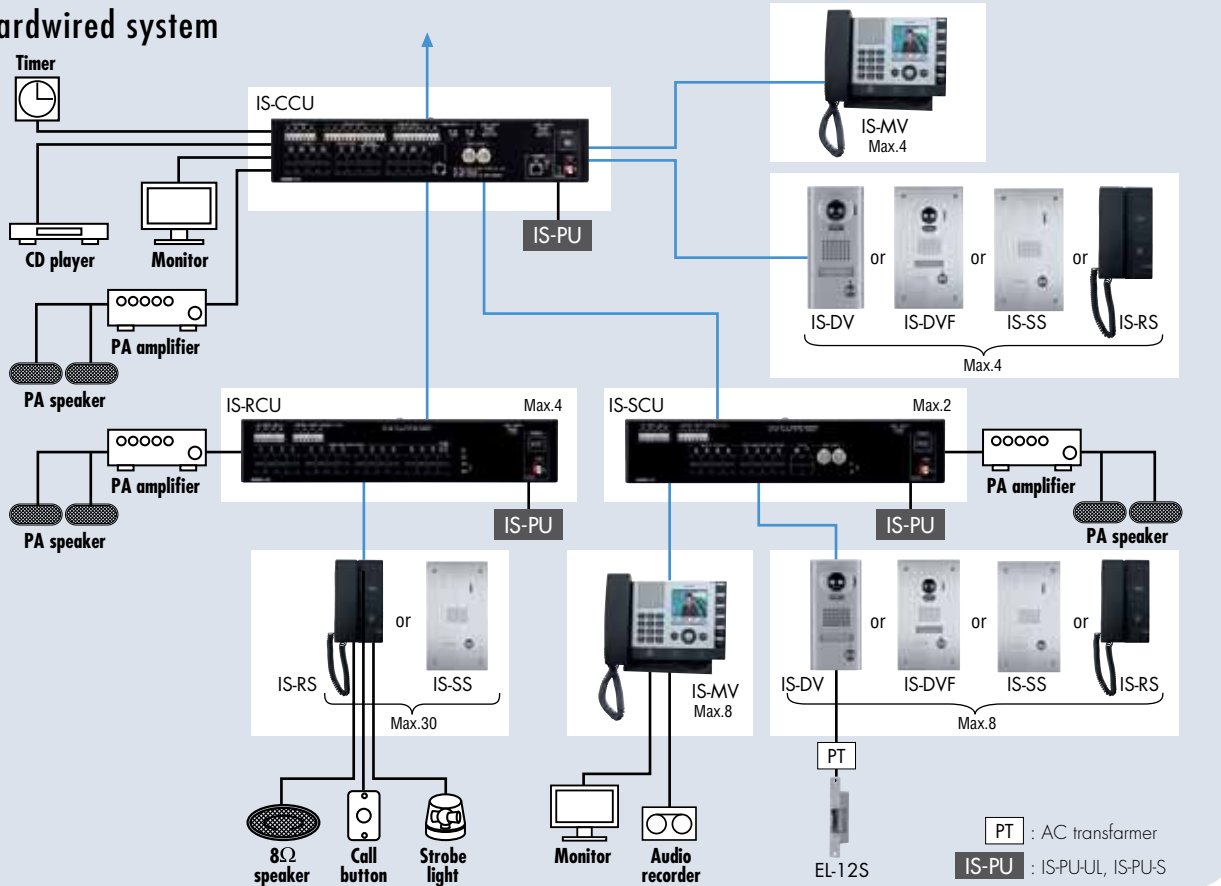 ardwired system
Timer
IS-CCU
IS-MV
Max.4
CD player
Monitor
IS-PU
IS-DV or IS-DVF or IS-SS or IS-RS
Max.4
PA amplifier
PA speaker
IS-RCU Max.4
IS-SCU Max.2
PA amplifier
PA speaker
IS-PU
IS-PU
PA amplifier
PA speaker
IS-RS or IS-SS
Max.30
IS-MV
Max.8
IS-DV or IS-DVF or IS-SS or IS-RS
Max.8
8Ω speaker
Call button
Strobe light
Monitor
Audio recorder
PT
EL-12S
PT : AC transfarmer
IS-PU : IS-PU-UL, IS-PU-S